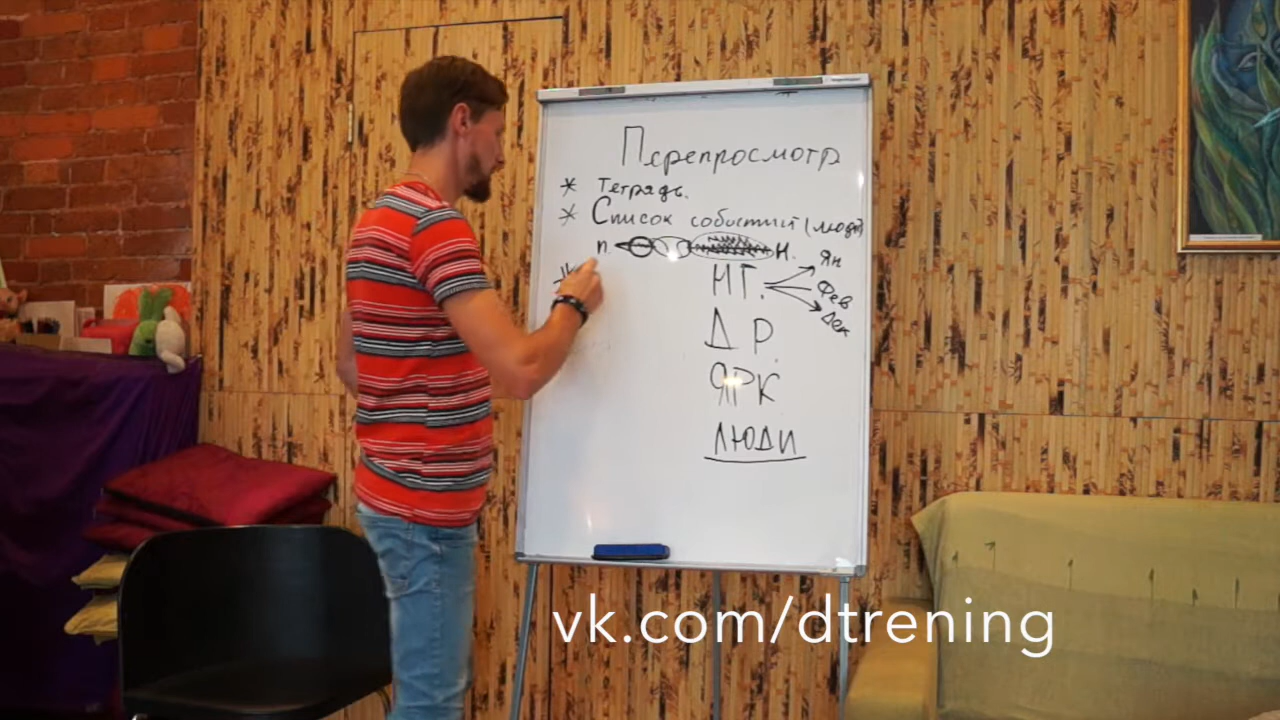 Перепросмотр
* Тетрадь.
* Список событий (люди)
П. Н.
*
НГ. Ян
Фев
Дек
Д Р.
ЯРК
ЛЮДИ
vk.com/dtrening